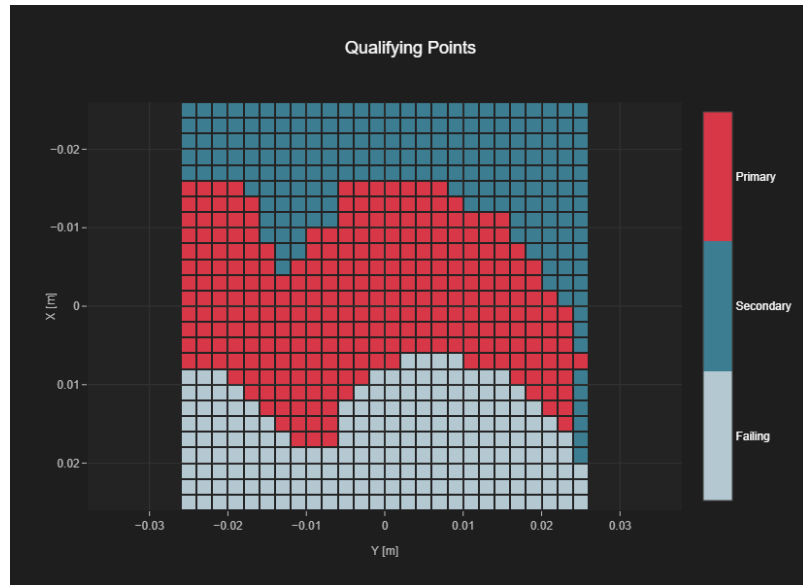 Qualifying Points
−0.02
−0.01
0
0.01
0.02
X [m]
−0.03
−0.02
−0.01
0
0.01
0.02
0.03
Y [m]
Primary
Secondary
Failing